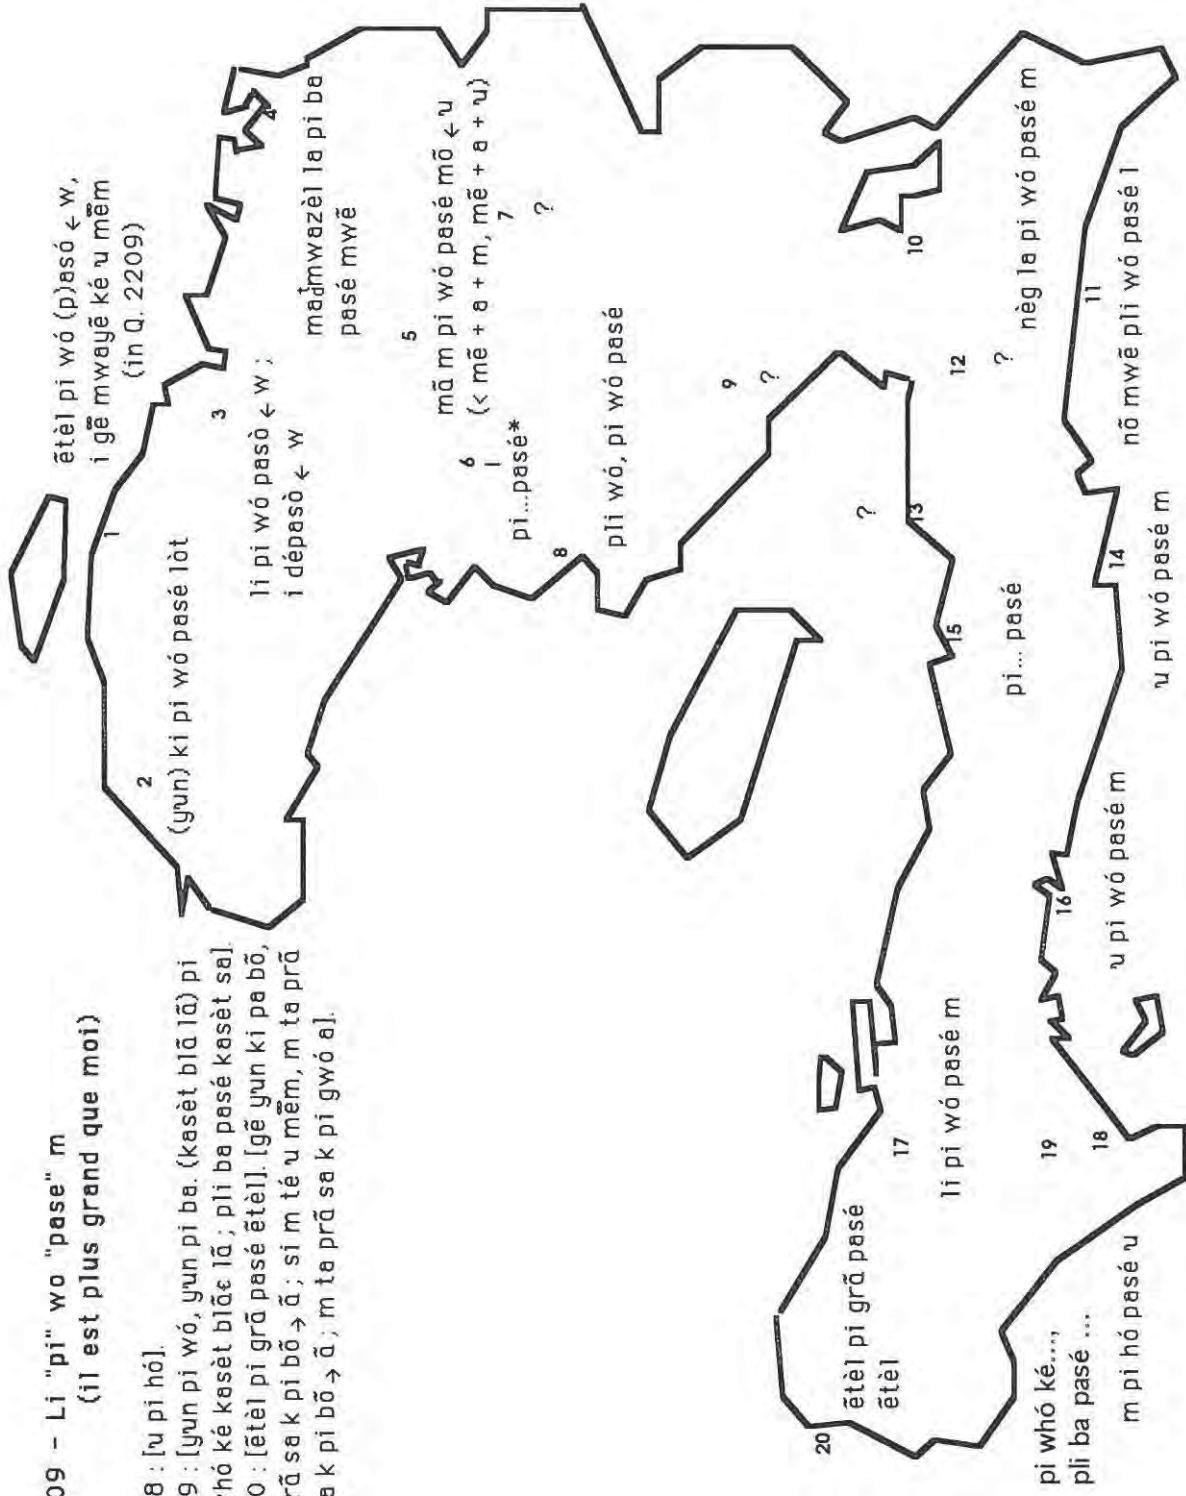 09 - Li "pi" wo "pase" m
(il est plus grand que moi)
8 : [u pi hó].
9 : [yun pi wó, yun pi ba. (kasèt blã lã) pi
hó ké kasèt blãε lã ; pli ba pasé kasèt sa].
0 : [ẽtèl pi grã pasé ẽtèl]. [gẽ yun ki pa bõ,
rã sa k pi bõ → ã ; si m té u mẽm, m ta prã
a k pi bõ → ã ; m ta prã sa k pi gwó a].
ẽtèl pi wó (p)asó ← w,
i gẽ mwayẽ ké u mẽm
(in Q. 2209)
1
2
(yun) ki pi wó pasé lòt
3
li pi wó pasò ← w ;
i dépasò ← w
4
madmwazèl la pi ba
pasé mwẽ
5
mã m pi wó pasé mõ ← u
(< mẽ + a + m, mẽ + a + u)
6
pi...pasé*
7
?
8
pli wó, pi wó pasé
9
?
10
nèg la pi wó pasé m
11
nõ mwẽ pli wó pasé l
12
?
13
?
14
u pi wó pasé m
15
pi... pasé
16
u pi wó pasé m
17
li pi wó pasé m
18
m pi hó pasé u
19
pi whó ké...,
pli ba pasé ...
20
ẽtèl pi grã pasé
ẽtèl